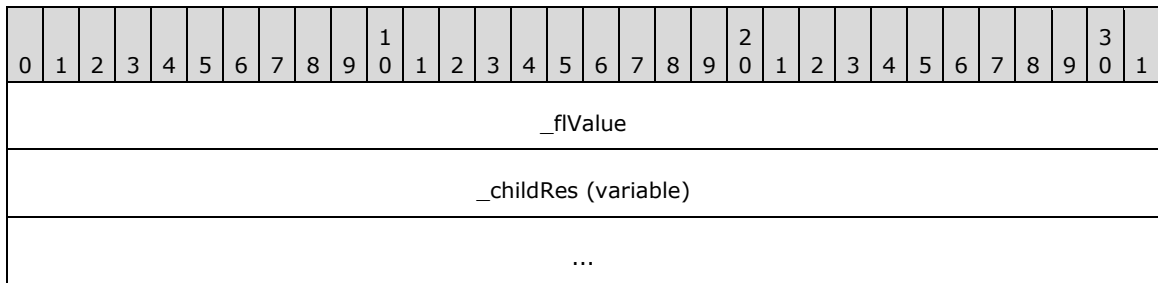 1 2 3
0 1 2 3 4 5 6 7 8 9 0 1 2 3 4 5 6 7 8 9 0 1 2 3 4 5 6 7 8 9 0 1
_flValue
_childRes (variable)
...